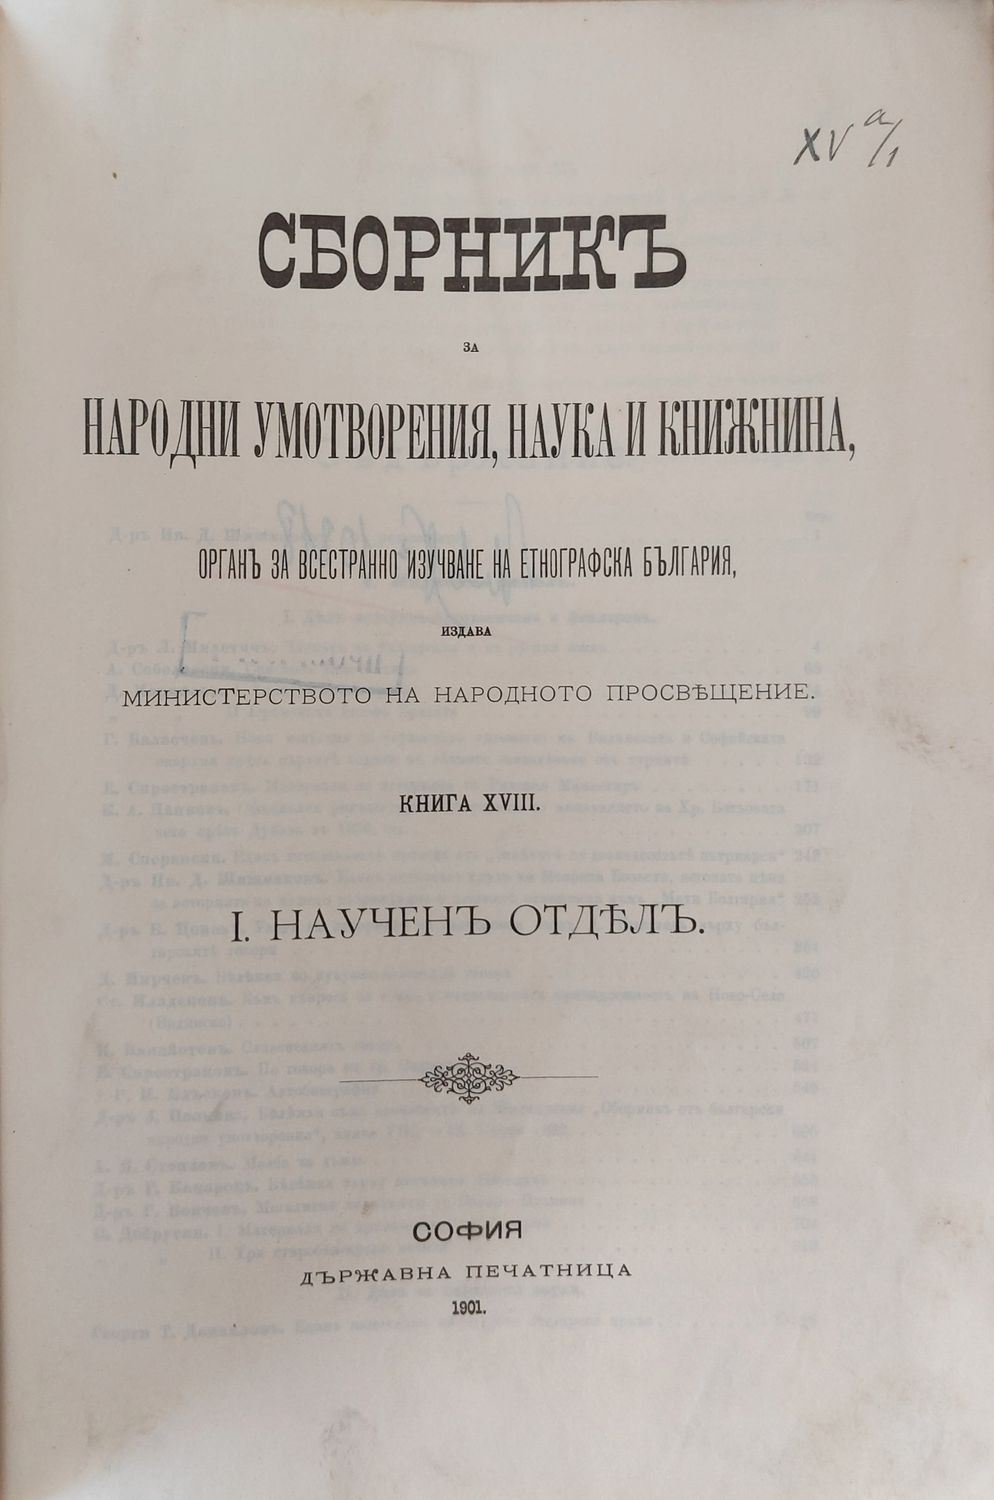 XV a/1
СБОРНИКЪ
ЗА
НАРОДНИ УМОТВОРЕНИЯ, НАУКА И КНИЖНИНА,
ОРГАНЪ ЗА ВСЕСТРАННО ИЗУЧВАНЕ НА ЕТНОГРАФСКА БЪЛГАРИЯ,
ИЗДАВА
МИНИСТЕРСТВОТО НА НАРОДНОТО ПРОСВѢЩЕНИЕ.
КНИГА XVIII.
I. НАУЧЕНЪ ОТДѢЛЪ.
СОФИЯ
ДЪРЖАВНА ПЕЧАТНИЦА
1901.